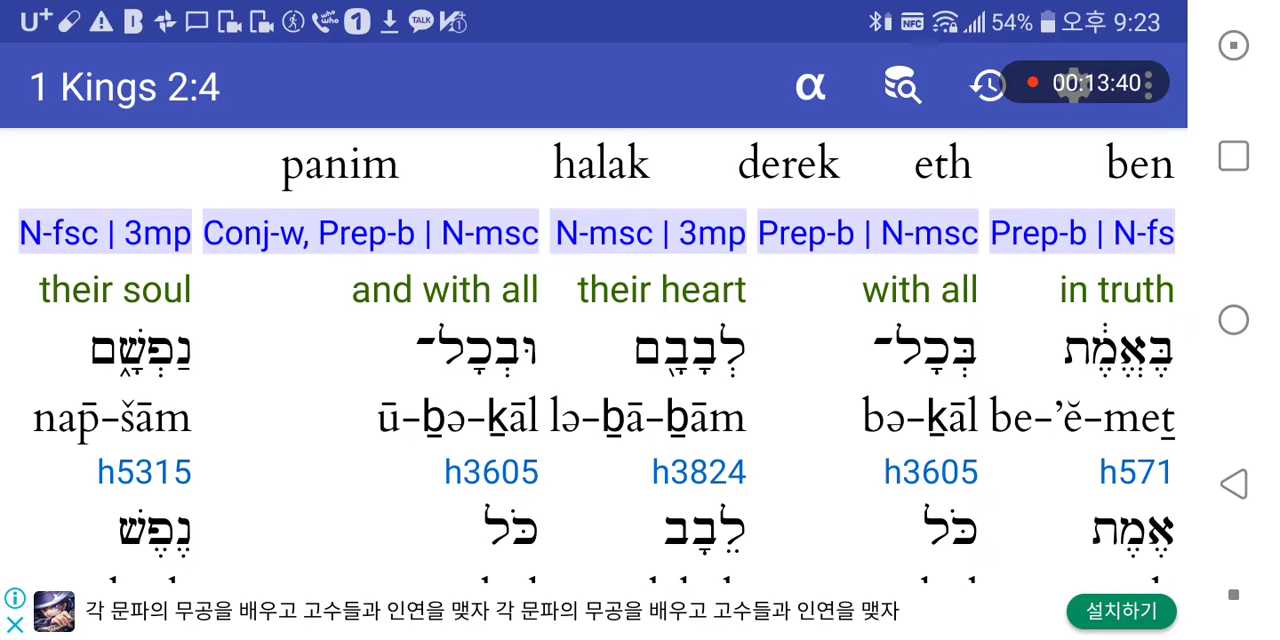 U+ 1 TALK NFC 54% 오후 9:23
1 Kings 2:4 α 00:13:40
panim halak derek eth ben
N-fsc | 3mp Conj-w, Prep-b | N-msc N-msc | 3mp Prep-b | N-msc Prep-b | N-fs
their soul and with all their heart with all in truth
בֶּאֱמֶ֔ת בְּכָל־ לְבָבָ֖ם וּבְכָל־ נַפְשָׁ֑ם
nap̄-šām ū-ḇə-ḵāl lə-ḇā-ḇām bə-ḵāl be-’ĕ-meṯ
h5315 h3605 h3824 h3605 h571
אֶמֶת כֹּל לֵבָב כֹּל נֶפֶשׁ
각 문파의 무공을 배우고 고수들과 인연을 맺자 각 문파의 무공을 배우고 고수들과 인연을 맺자 설치하기